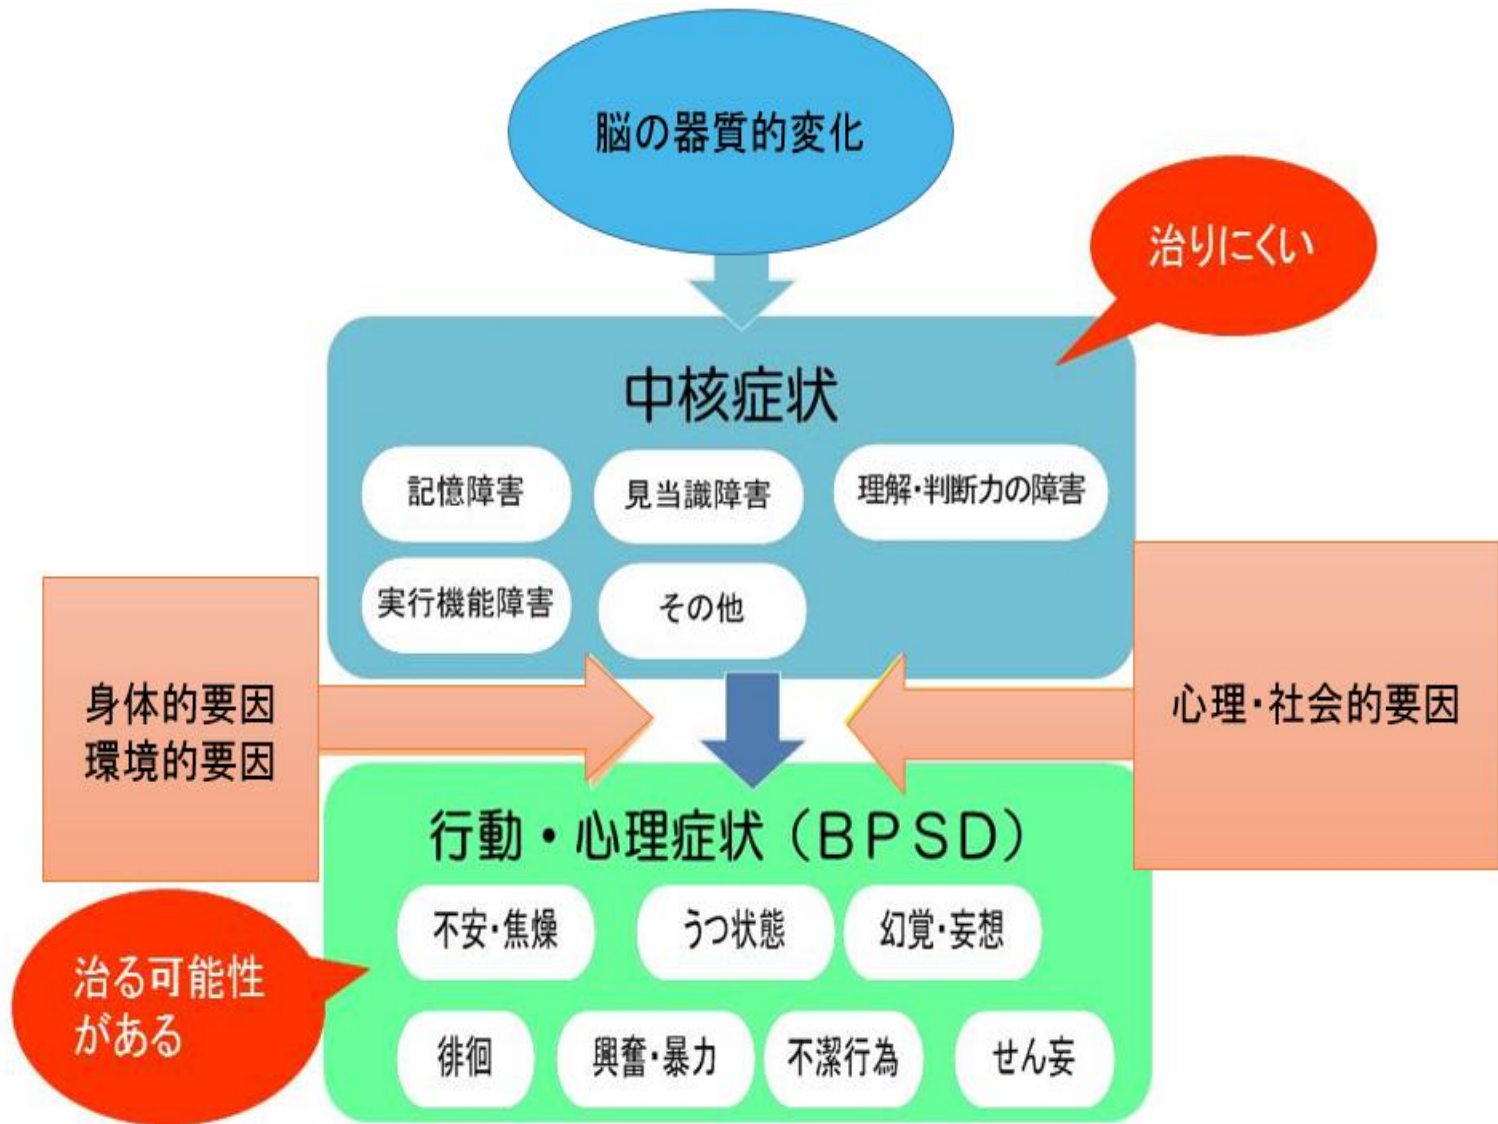 脳の器質的変化
治りにくい
中核症状
記憶障害
見当識障害
理解・判断力の障害
実行機能障害
その他
身体的要因
環境的要因
心理・社会的要因
行動・心理症状（BPSD）
不安・焦燥
うつ状態
幻覚・妄想
治る可能性
がある
徘徊
興奮・暴力
不潔行為
せん妄